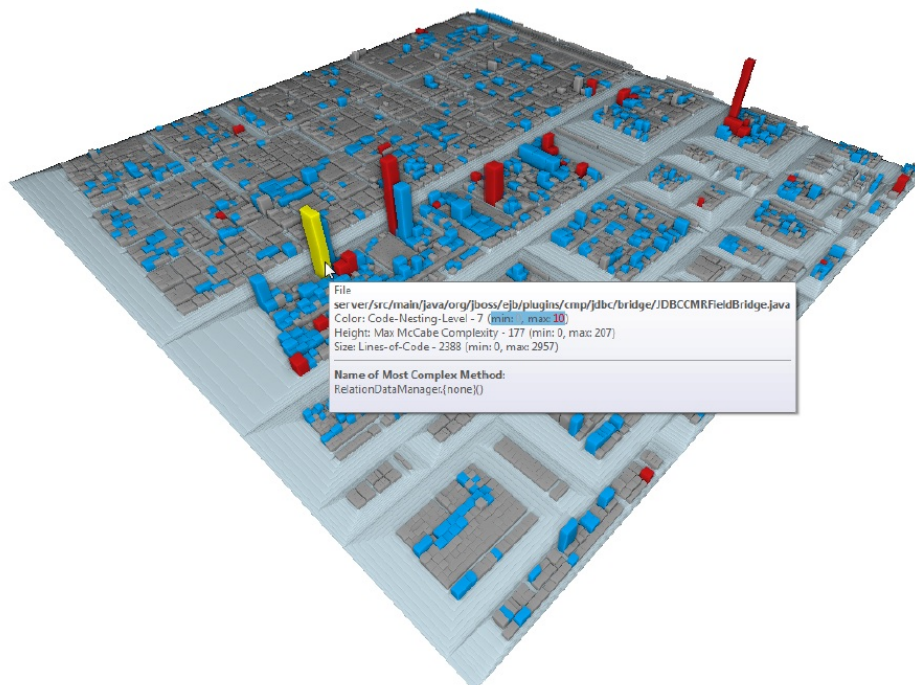 File
server/src/main/java/org/jboss/ejb/plugins/cmp/jdbc/bridge/JDBCCMRFieldBridge.java
Color: Code-Nesting-Level - 7 (min: , max: 10)
Height: Max McCabe Complexity - 177 (min: 0, max: 207)
Size: Lines-of-Code - 2388 (min: 0, max: 2957)
Name of Most Complex Method:
RelationDataManager.{none}()